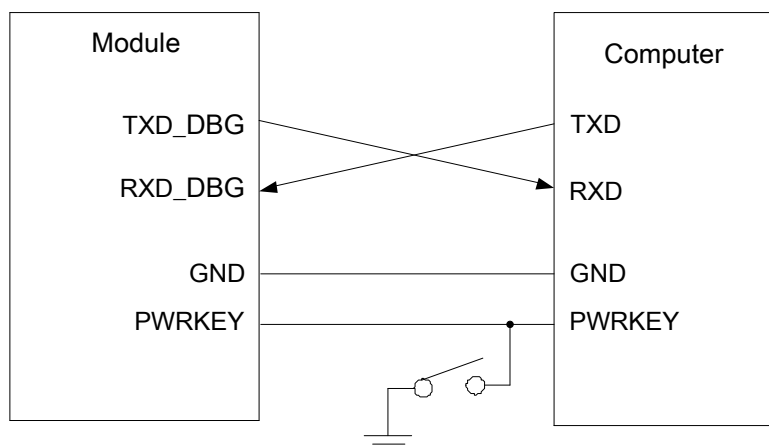 Module
Computer
TXD_DBG
TXD
RXD_DBG
RXD
GND
GND
PWRKEY
PWRKEY